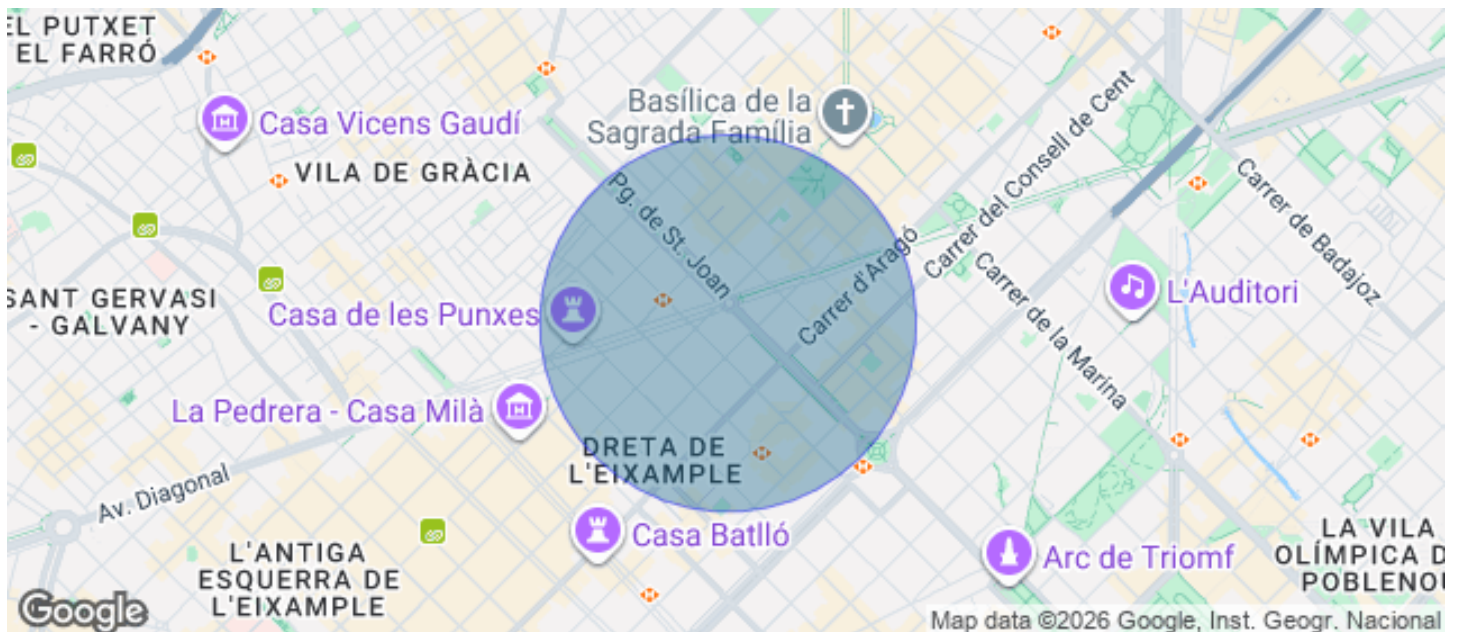 EL PUTXET
EL FARRÓ
Casa Vicens Gaudí
VILA DE GRÀCIA
Basílica de la
Sagrada Família
Pg. de St. Joan
Carrer del Consell de Cent
Carrer de Badajoz
SANT GERVASI
- GALVANY
Casa de les Punxes
Carrer d'Aragó
Carrer de la Marina
L'Auditori
La Pedrera - Casa Milà
DRETA DE
L'EIXAMPLE
Av. Diagonal
Casa Batlló
L'ANTIGA
ESQUERRA DE
L'EIXAMPLE
Arc de Triomf
LA VILA
OLÍMPICA D
POBLENOU
Google
Map data ©2026 Google, Inst. Geogr. Nacional